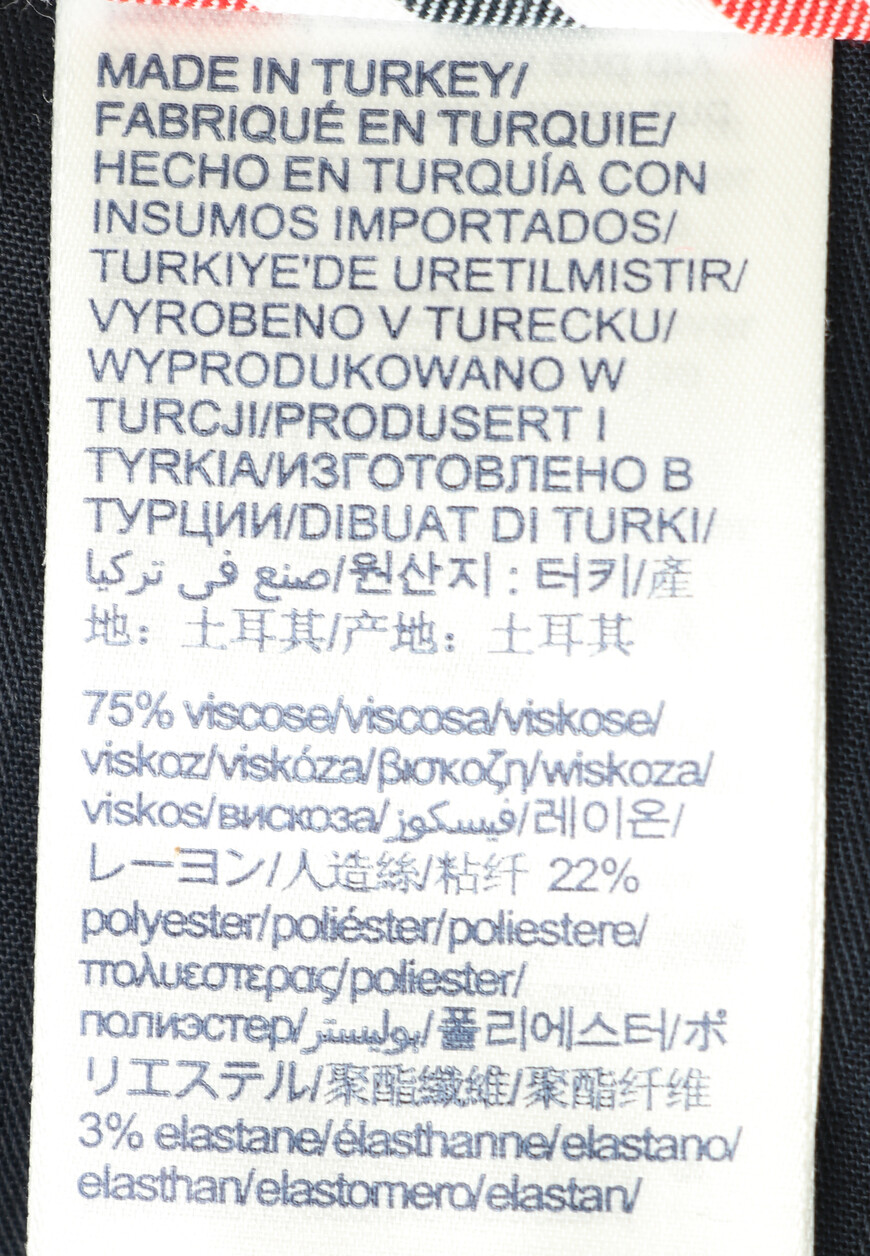 MADE IN TURKEY/
FABRIQUÉ EN TURQUIE/
HECHO EN TURQUÍA CON
INSUMOS IMPORTADOS/
TURKIYE'DE URETILMISTIR/
VYROBENO V TURECKU/
WYPRODUKOWANO W
TURCJI/PRODUSERT I
TYRKIA/ИЗГОТОВЛЕНО В
ТУРЦИИ/DIBUAT DI TURKI/
صنع في تركيا/원산지 : 터키/產
地： 土耳其/产地： 土耳其
75% viscose/viscosa/viskose/
viskoz/viskóza/βισκοζη/wiskoza/
viskos/вискоза/فيسكوز/레이온/
レーヨン/人造絲/粘纤 22%
polyester/poliéster/poliestere/
πολυεστερας/poliester/
полиэстер/بوليستر/폴리에스터/ポ
リエステル/聚酯纖維/聚酯纤维
3% elastane/élasthanne/elastano/
elasthan/elastomero/elastan/